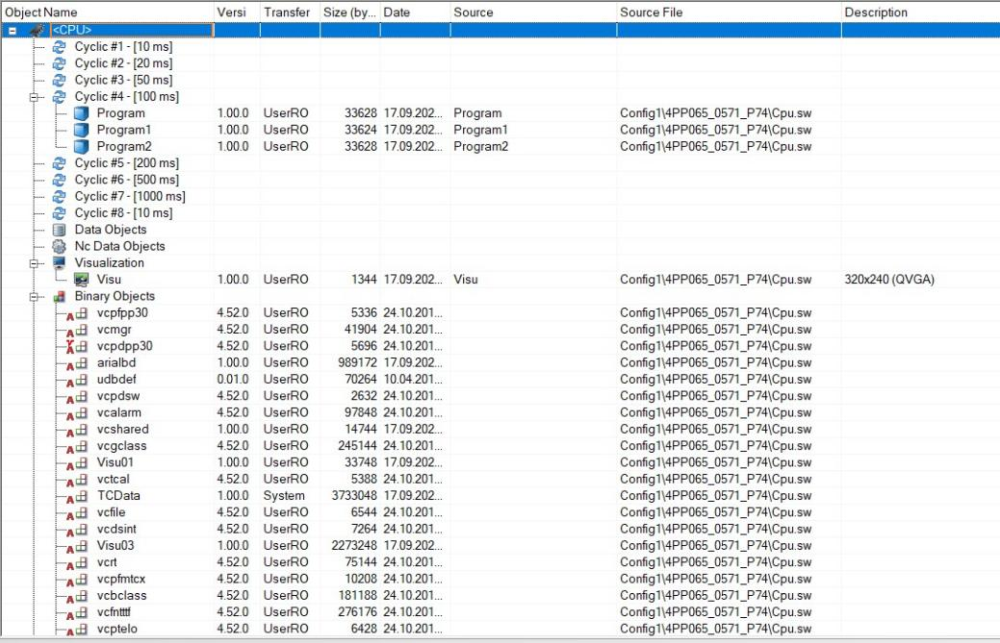 Object Name Versi Transfer Size (by... Date Source Source File Description
<CPU>
Cyclic #1 - [10 ms]
Cyclic #2 - [20 ms]
Cyclic #3 - [50 ms]
Cyclic #4 - [100 ms]
Program 1.00.0 UserRO 33628 17.09.202... Program Config1\4PP065_0571_P74\Cpu.sw
Program1 1.00.0 UserRO 33624 17.09.202... Program1 Config1\4PP065_0571_P74\Cpu.sw
Program2 1.00.0 UserRO 33628 17.09.202... Program2 Config1\4PP065_0571_P74\Cpu.sw
Cyclic #5 - [200 ms]
Cyclic #6 - [500 ms]
Cyclic #7 - [1000 ms]
Cyclic #8 - [10 ms]
Data Objects
Nc Data Objects
Visualization
Visu 1.00.0 UserRO 1344 17.09.202... Visu Config1\4PP065_0571_P74\Cpu.sw 320x240 (QVGA)
Binary Objects
vcpfpp30 4.52.0 UserRO 5336 24.10.201... Config1\4PP065_0571_P74\Cpu.sw
vcmgr 4.52.0 UserRO 41904 24.10.201... Config1\4PP065_0571_P74\Cpu.sw
vcpdpp30 4.52.0 UserRO 5696 24.10.201... Config1\4PP065_0571_P74\Cpu.sw
arialbd 1.00.0 UserRO 989172 17.09.202... Config1\4PP065_0571_P74\Cpu.sw
udbdef 0.01.0 UserRO 70264 10.04.201... Config1\4PP065_0571_P74\Cpu.sw
vcpdsw 4.52.0 UserRO 2632 24.10.201... Config1\4PP065_0571_P74\Cpu.sw
vcalarm 4.52.0 UserRO 97848 24.10.201... Config1\4PP065_0571_P74\Cpu.sw
vcshared 1.00.0 UserRO 14744 17.09.202... Config1\4PP065_0571_P74\Cpu.sw
vcgclass 4.52.0 UserRO 245144 24.10.201... Config1\4PP065_0571_P74\Cpu.sw
Visu01 1.00.0 UserRO 33748 17.09.202... Config1\4PP065_0571_P74\Cpu.sw
vctcal 4.52.0 UserRO 5388 24.10.201... Config1\4PP065_0571_P74\Cpu.sw
TCData 1.00.0 System 3733048 17.09.202... Config1\4PP065_0571_P74\Cpu.sw
vcfile 4.52.0 UserRO 6544 24.10.201... Config1\4PP065_0571_P74\Cpu.sw
vcdsint 4.52.0 UserRO 7264 24.10.201... Config1\4PP065_0571_P74\Cpu.sw
Visu03 1.00.0 UserRO 2273248 17.09.202... Config1\4PP065_0571_P74\Cpu.sw
vcrt 4.52.0 UserRO 75144 24.10.201... Config1\4PP065_0571_P74\Cpu.sw
vcpfmtcx 4.52.0 UserRO 10208 24.10.201... Config1\4PP065_0571_P74\Cpu.sw
vcbclass 4.52.0 UserRO 181188 24.10.201... Config1\4PP065_0571_P74\Cpu.sw
vcfntttf 4.52.0 UserRO 276176 24.10.201... Config1\4PP065_0571_P74\Cpu.sw
vcptelo 4.52.0 UserRO 6428 24.10.201... Config1\4PP065_0571_P74\Cpu.sw